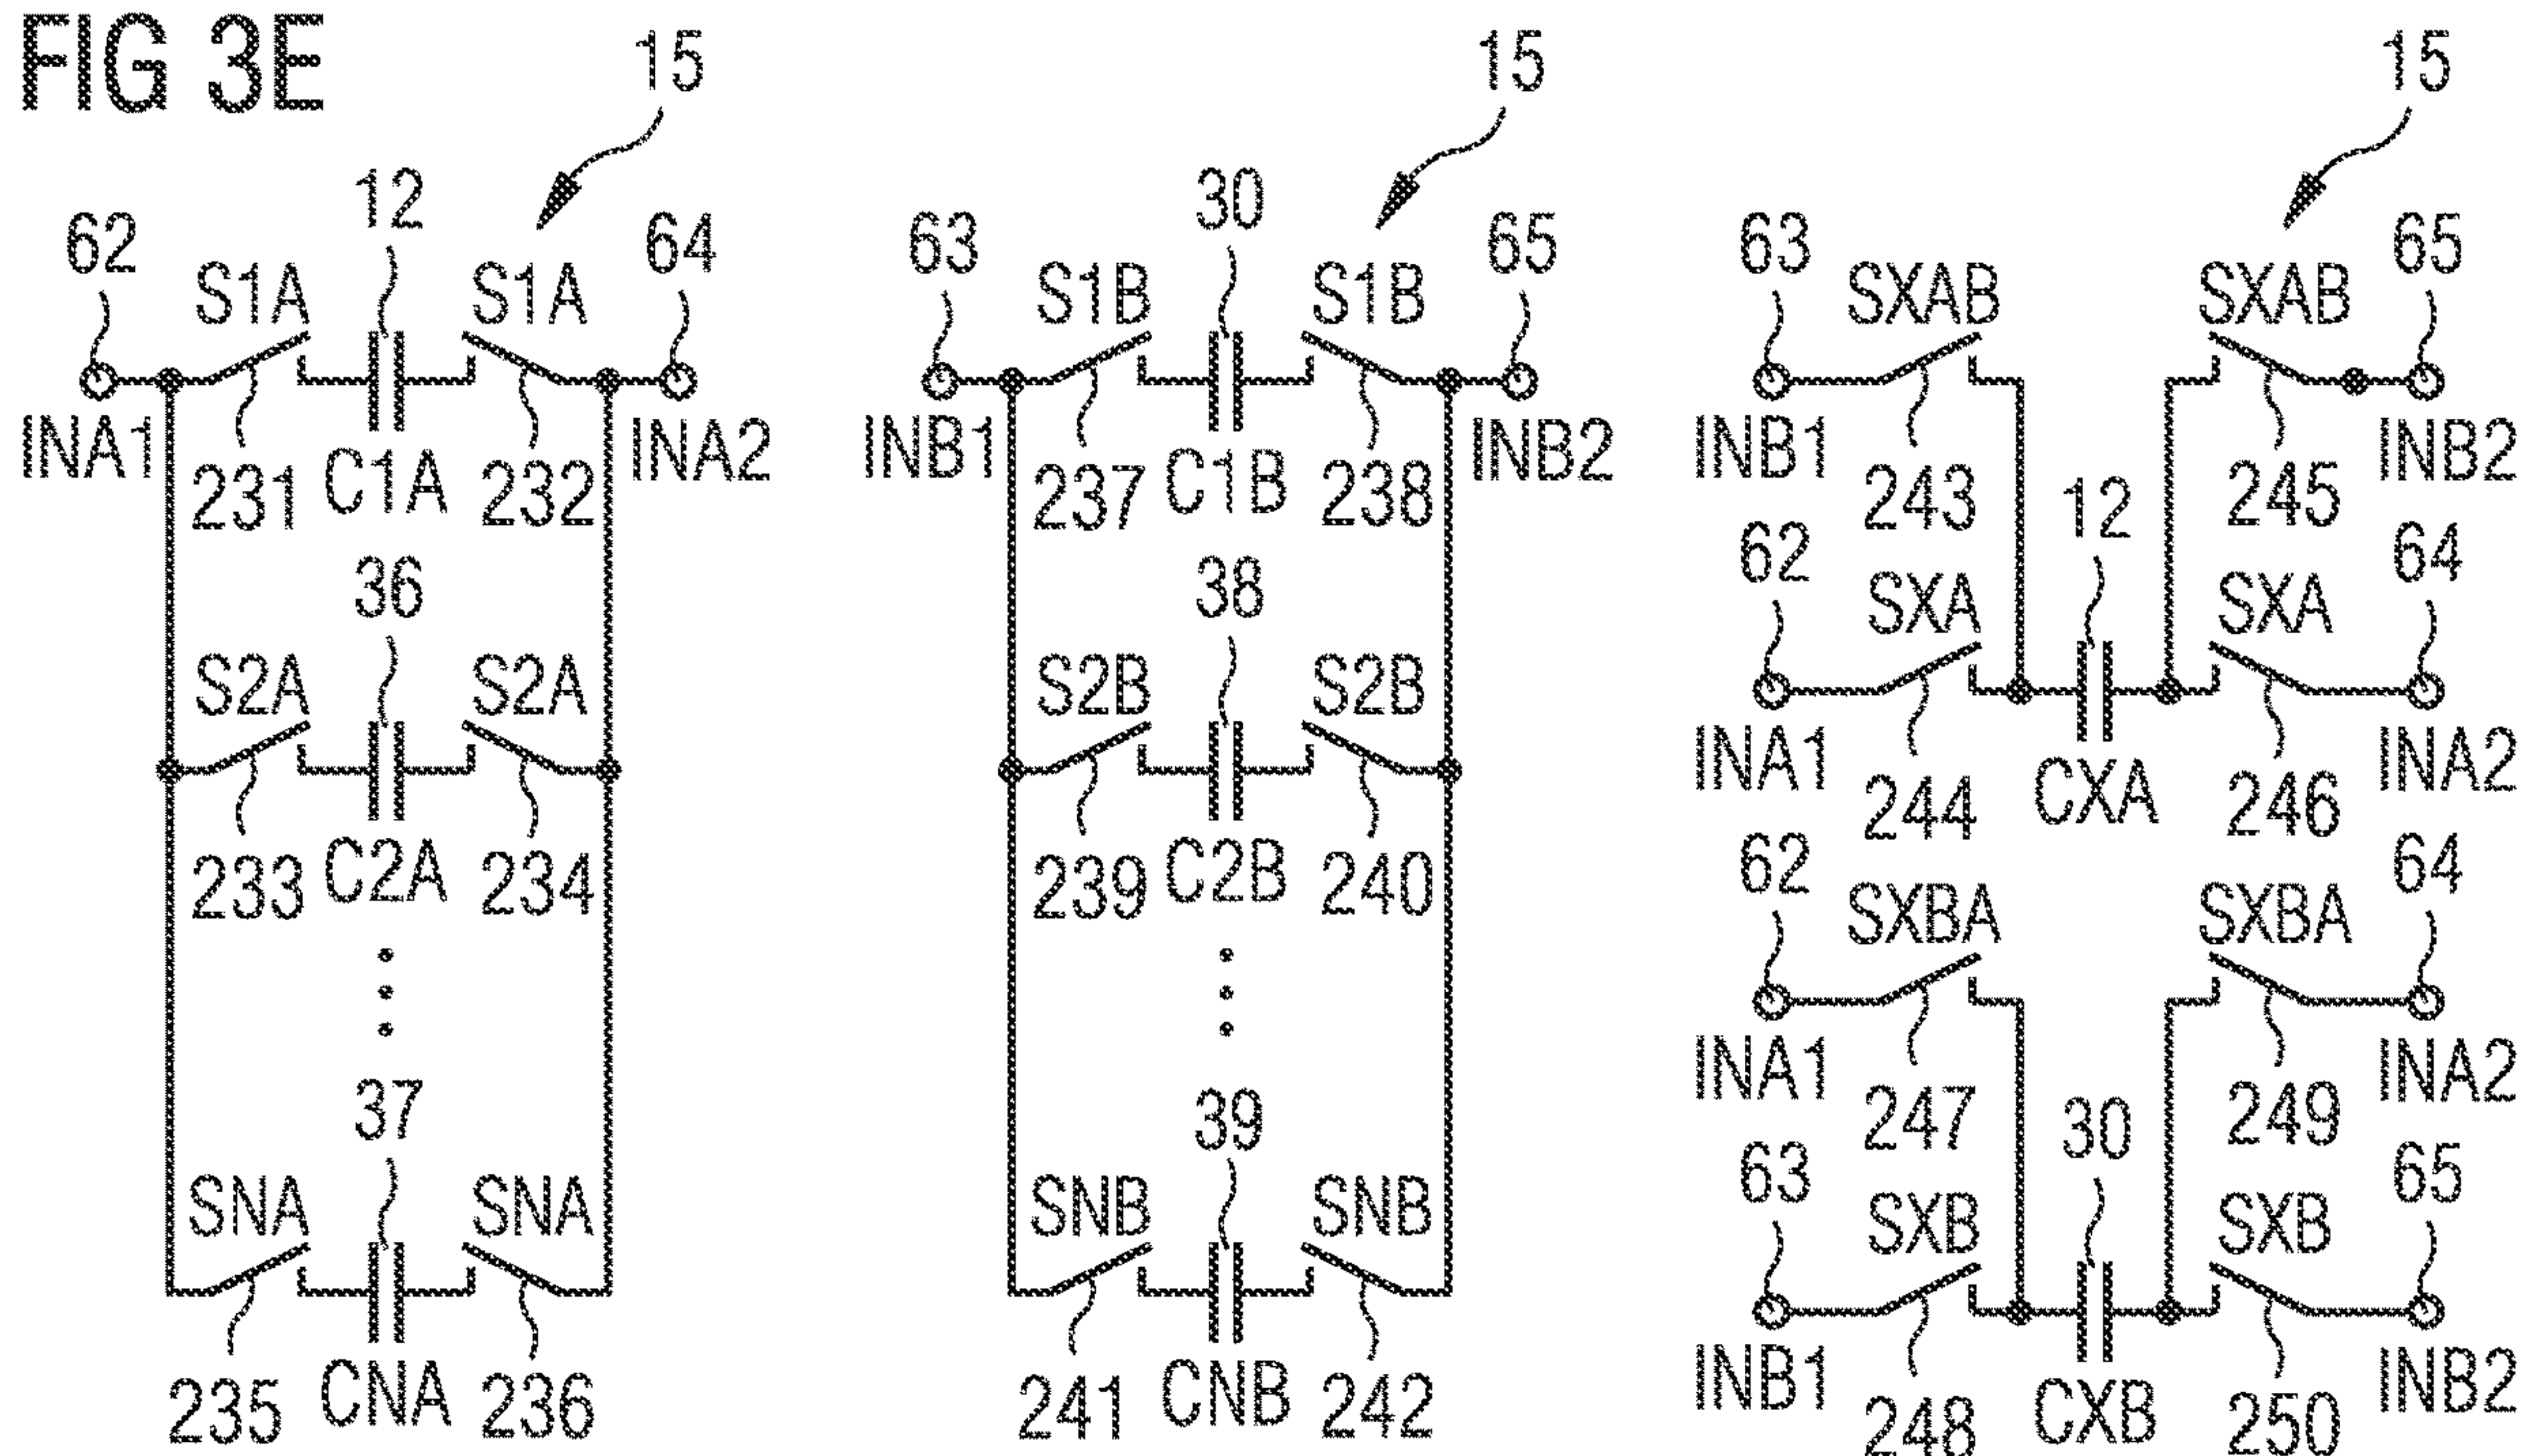 FIG 3E
15 15 15
12 30
62 64 63 65 63 SXAB SXAB 65
S1A S1A S1B S1B
INA1 INA2 INB1 INB2 INB1 INB2
231 C1A 232 237 C1B 238 243 12 245
36 38 62 SXA SXA 64
S2A S2A S2B S2B
INA1 INA2
233 C2A 234 239 C2B 240 244 CXA 246
62 SXBA SXBA 64
INA1 INA2
37 39 247 30 249
63 65
SNA SNA SNB SNB SXB SXB
INB1 INB2
235 CNA 236 241 CNB 242 248 CXB 250